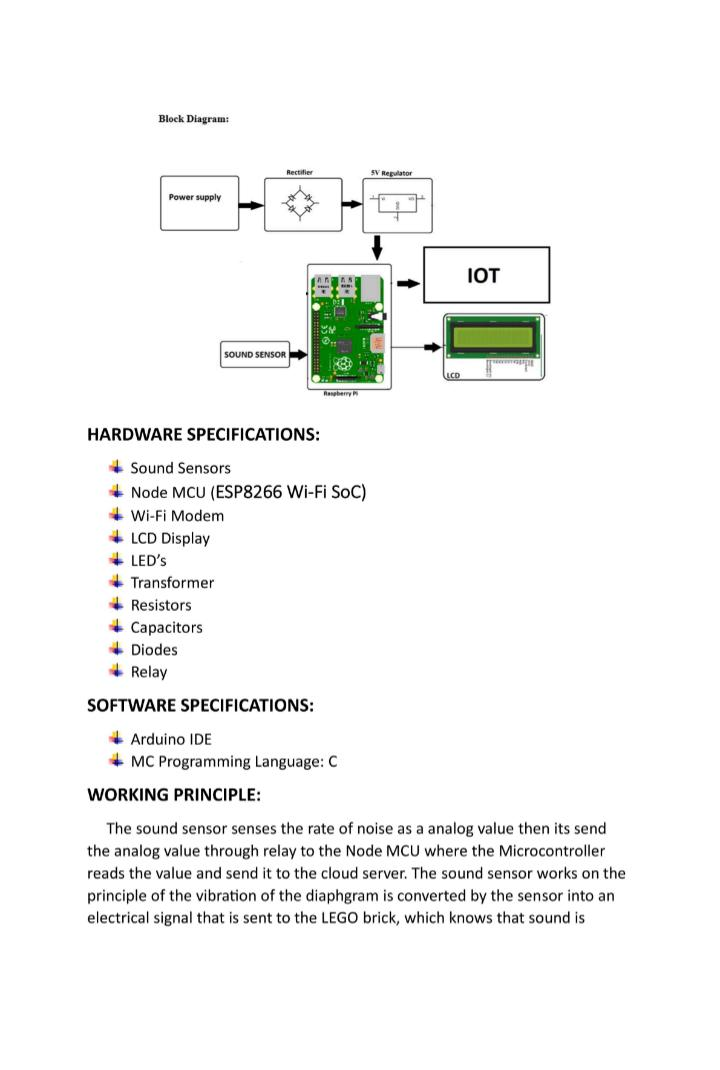 Block Diagram:
Rectifier
5V Regulator
Power supply
IOT
SOUND SENSOR
LCD
Raspberry Pi
HARDWARE SPECIFICATIONS:
Sound Sensors
Node MCU (ESP8266 Wi-Fi SoC)
Wi-Fi Modem
LCD Display
LED’s
Transformer
Resistors
Capacitors
Diodes
Relay
SOFTWARE SPECIFICATIONS:
Arduino IDE
MC Programming Language: C
WORKING PRINCIPLE:
The sound sensor senses the rate of noise as a analog value then its send
the analog value through relay to the Node MCU where the Microcontroller
reads the value and send it to the cloud server. The sound sensor works on the
principle of the vibration of the diaphgram is converted by the sensor into an
electrical signal that is sent to the LEGO brick, which knows that sound is